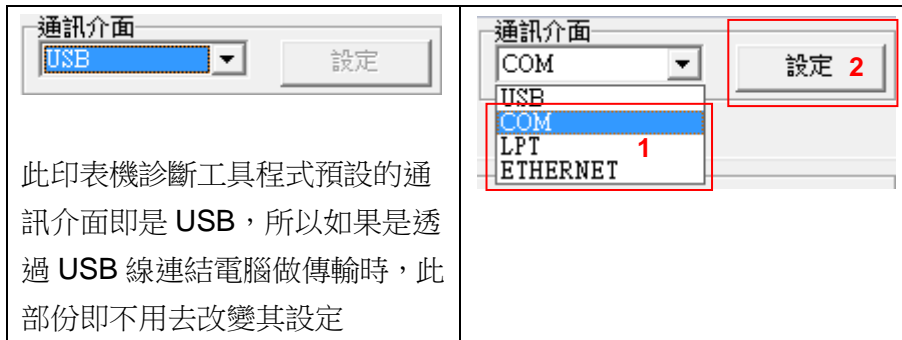 通訊介面
USB
設定
此印表機診斷工具程式預設的通
訊介面即是 USB，所以如果是透
過 USB 線連結電腦做傳輸時，此
部份即不用去改變其設定
通訊介面
COM
設定 2
USB
COM
LPT 1
ETHERNET